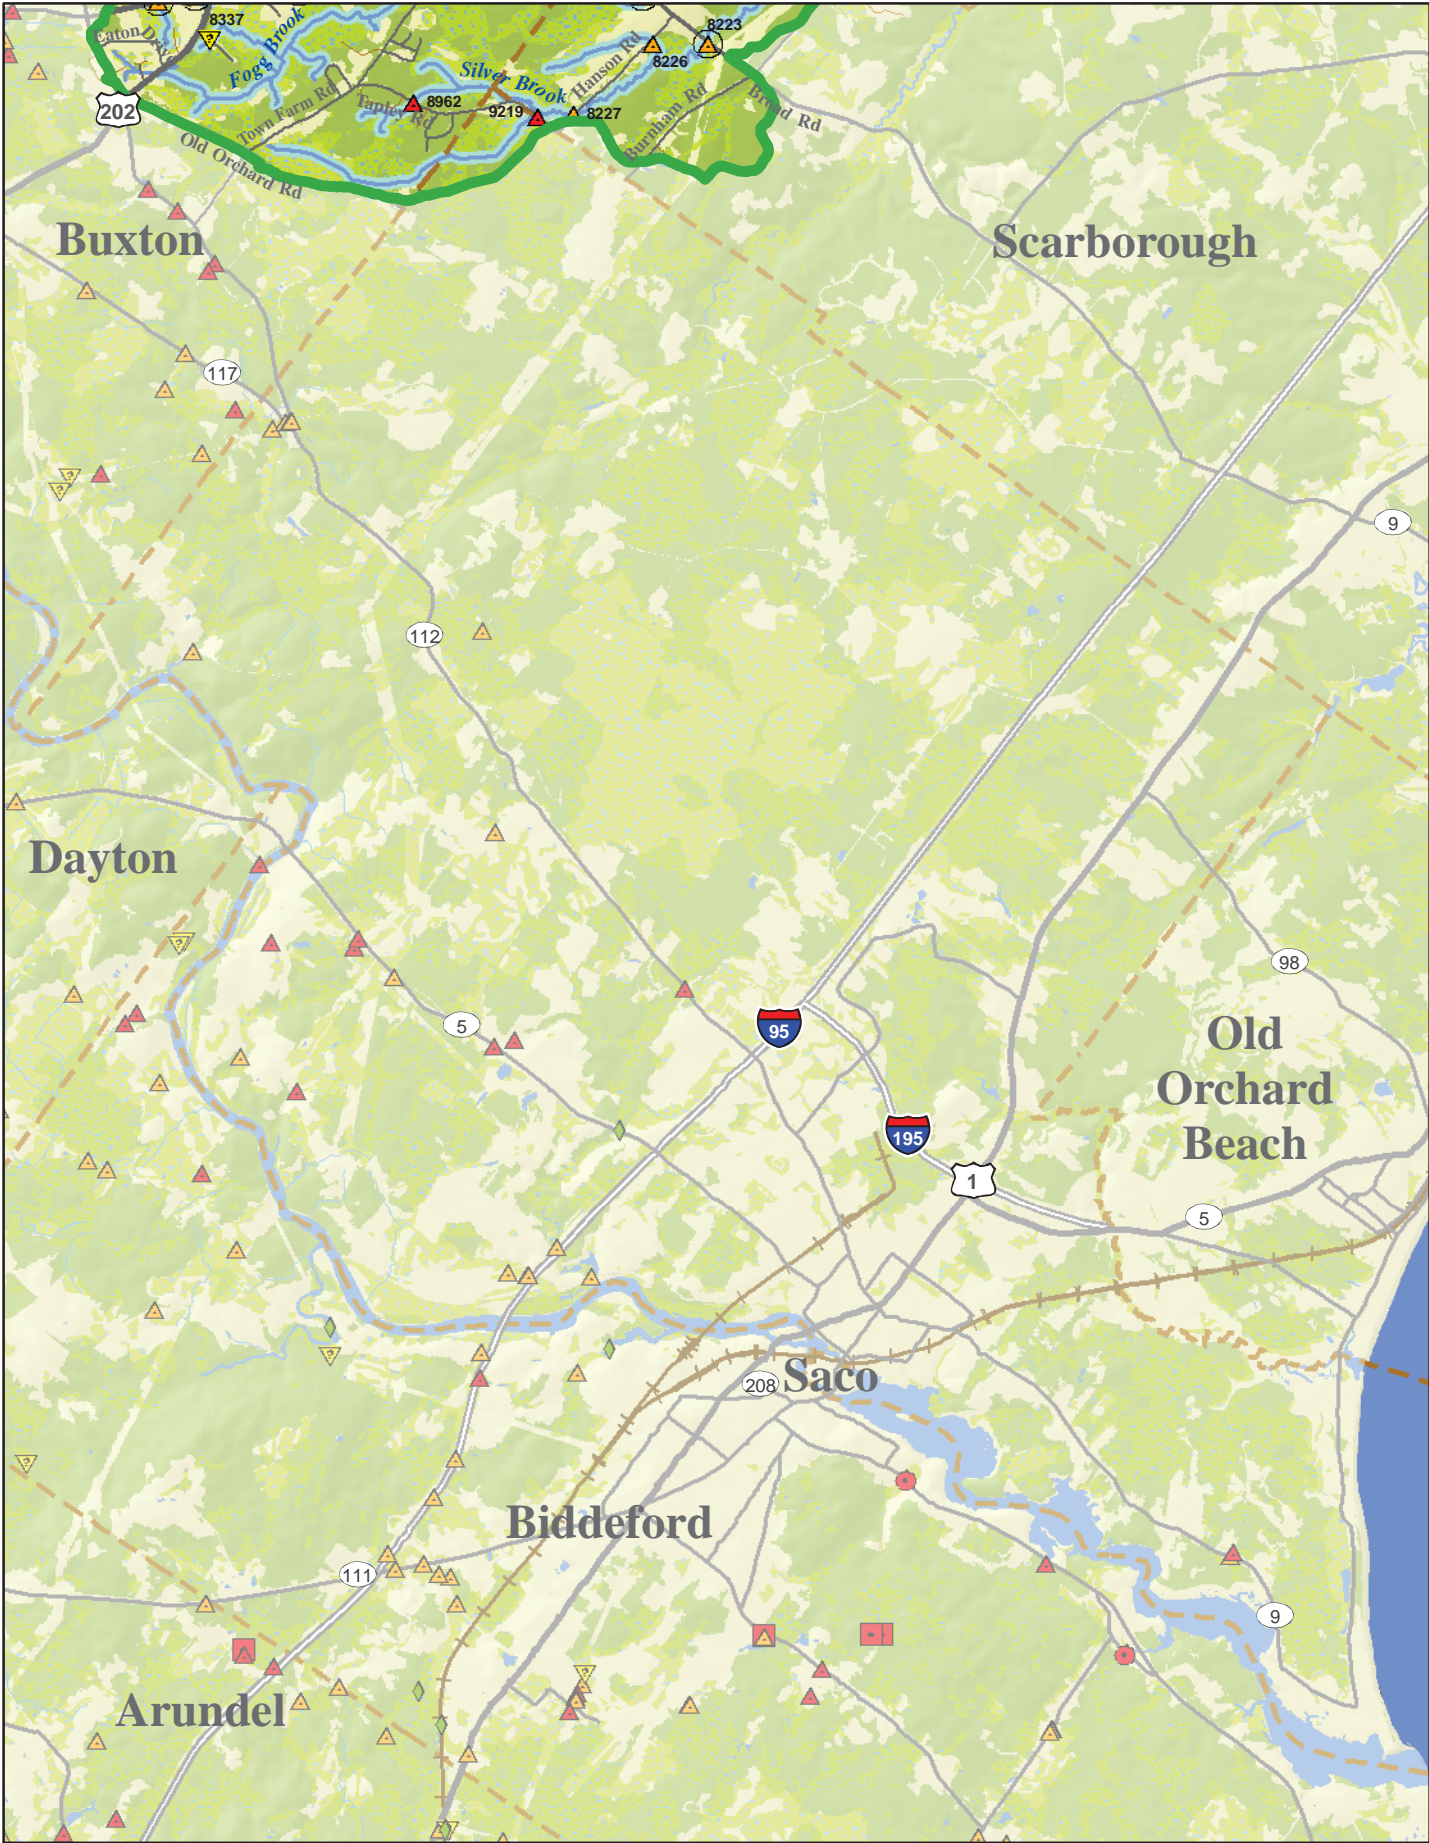 8337
8223
Eaton Drive
Fogg Brook
Hanson Rd
8226
Silver Brook
202
Town Farm Rd
Tapley Rd
8962
9219
8227
Burnham Rd
Broad Rd
Old Orchard Rd
Buxton
Scarborough
117
9
112
Dayton
98
5
95
Old
Orchard
Beach
195
1
5
208
Saco
Biddeford
111
9
Arundel